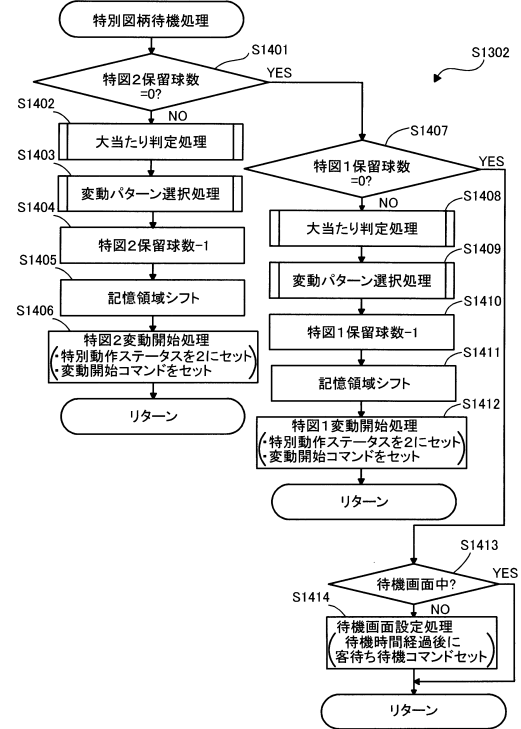 特別図柄待機処理
S1302
S1401
特図2保留球数
=0?
YES
NO
S1402
大当たり判定処理
S1403
変動パターン選択処理
S1404
特図2保留球数-1
S1405
記憶領域シフト
S1406
特図2変動開始処理
・特別動作ステータスを2にセット
・変動開始コマンドをセット
リターン
S1407
特図1保留球数
=0?
YES
NO
S1408
大当たり判定処理
S1409
変動パターン選択処理
S1410
特図1保留球数-1
S1411
記憶領域シフト
S1412
特図1変動開始処理
・特別動作ステータスを2にセット
・変動開始コマンドをセット
リターン
S1413
待機画面中?
YES
NO
S1414
待機画面設定処理
待機時間経過後に
客待ち待機コマンドセット
リターン